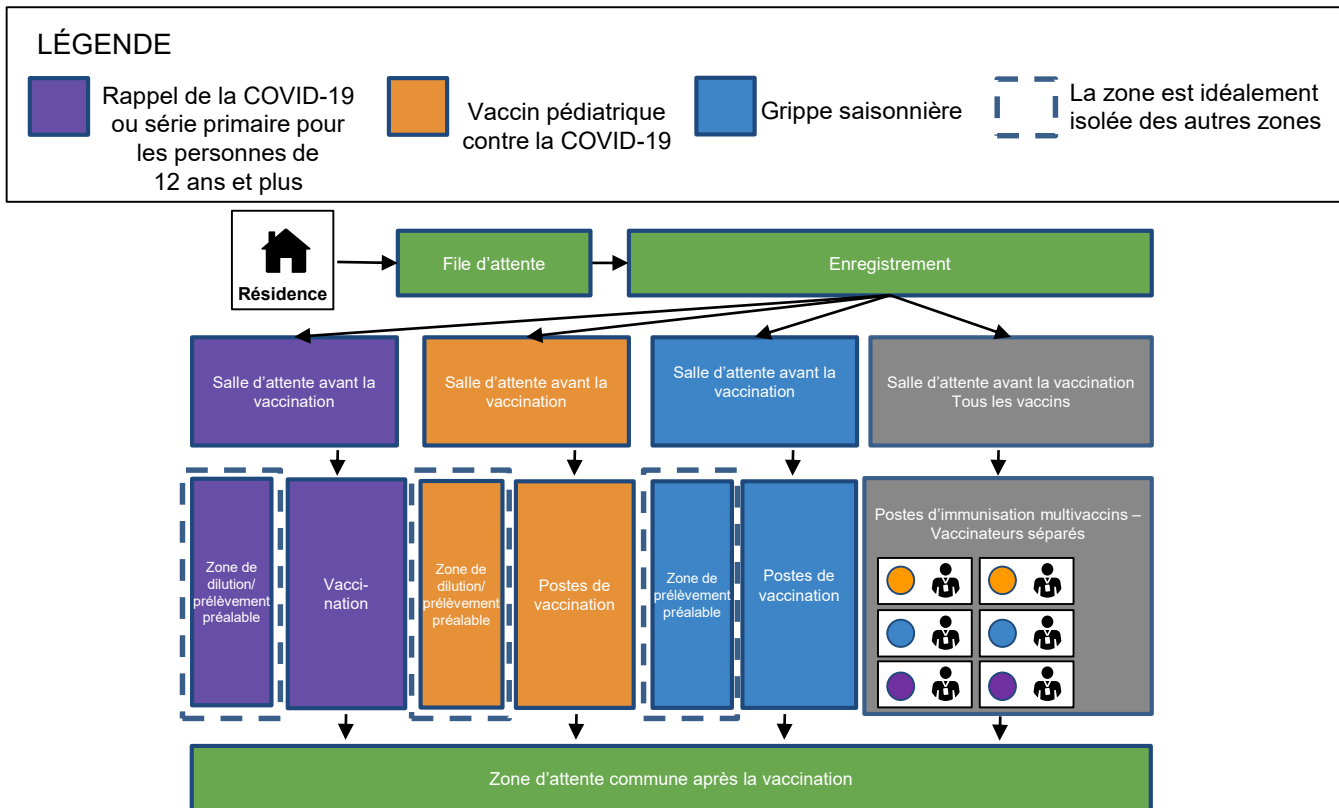 LÉGENDE
Rappel de la COVID-19
ou série primaire pour
les personnes de
12 ans et plus
Vaccin pédiatrique
contre la COVID-19
Grippe saisonnière
La zone est idéalement
isolée des autres zones
Résidence
File d'attente
Enregistrement
Salle d'attente avant la
vaccination
Salle d'attente avant la
vaccination
Salle d'attente avant la
vaccination
Salle d'attente avant la vaccination
Tous les vaccins
Zone de
dilution/
prélèvement
préalable
Vacci-
nation
Zone de
dilution/
prélèvement
préalable
Postes de
vaccination
Zone de
prélèvement
préalable
Postes de
vaccination
Postes d'immunisation multivaccins –
Vaccinateurs séparés
Zone d'attente commune après la vaccination